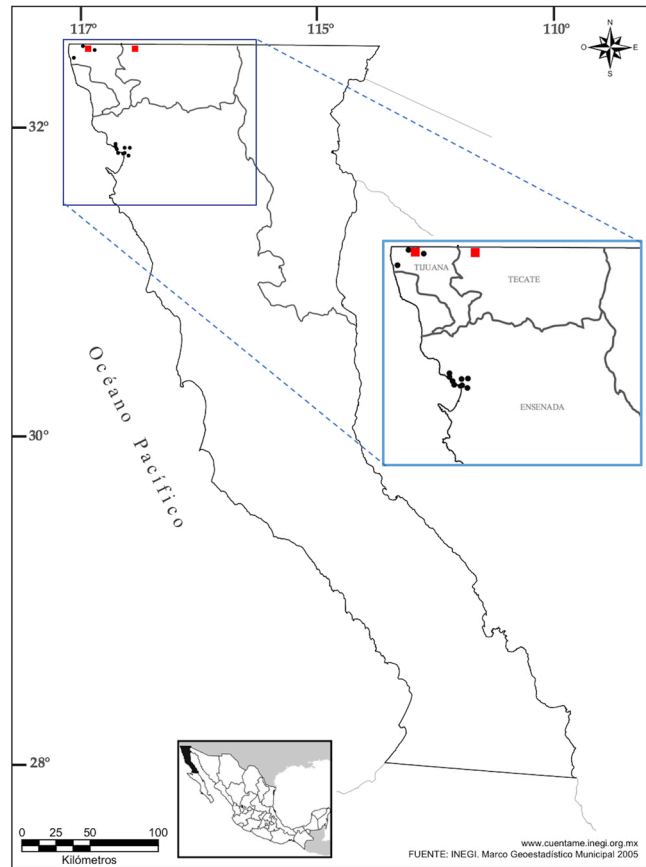 117° 115° 110°
N
O E
S
32°
TIJUANA
TECATE
ENSENADA
Océano Pacífico
30°
28°
0 25 50 100
Kilómetros
www.cuentame.inegi.org.mx
FUENTE: INEGI. Marco Geoestadístico Municipal 2005